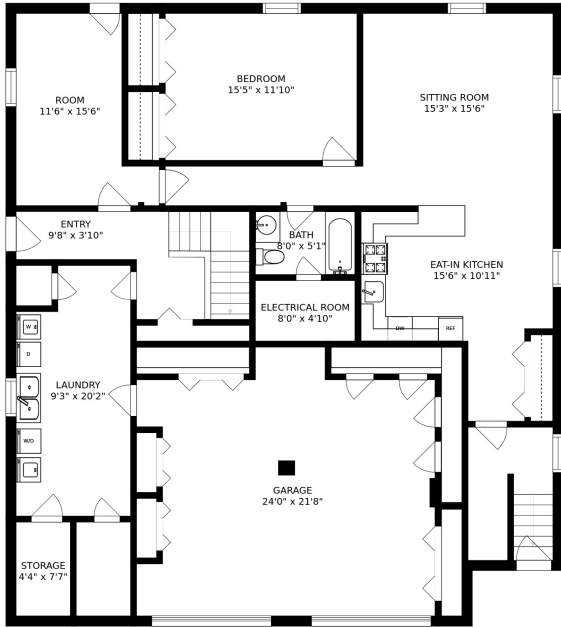 ROOM
11'6" x 15'6"
BEDROOM
15'5" x 11'10"
SITTING ROOM
15'3" x 15'6"
ENTRY
9'8" x 3'10"
BATH
8'0" x 5'1"
EAT-IN KITCHEN
15'6" x 10'11"
ELECTRICAL ROOM
8'0" x 4'10"
DW
REF
W
D
LAUNDRY
9'3" x 20'2"
W/D
GARAGE
24'0" x 21'8"
STORAGE
4'4" x 7'7"